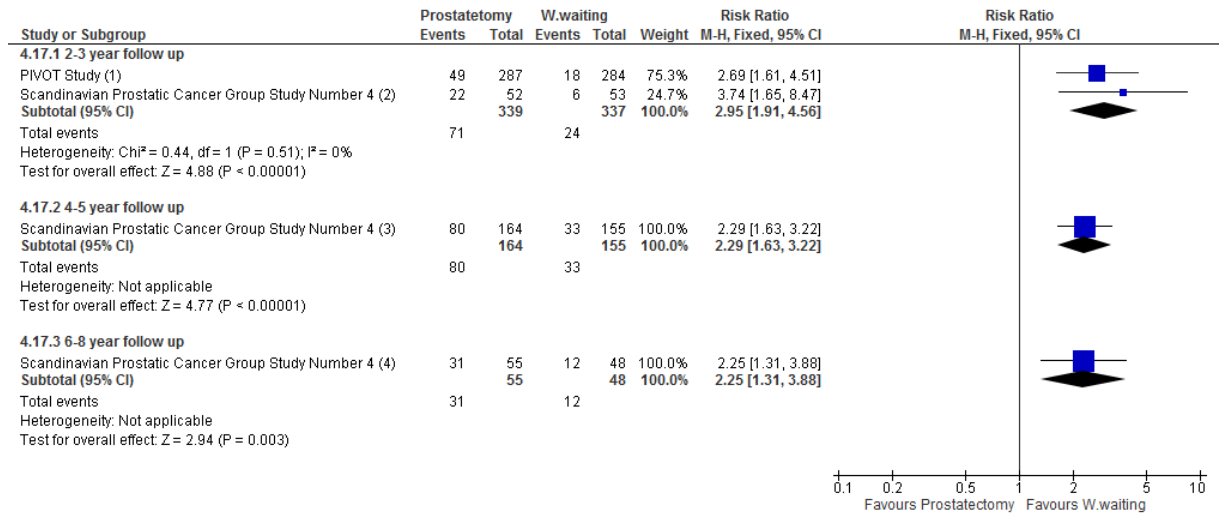 Prostatetomy W.waiting Risk Ratio Risk Ratio
Study or Subgroup Events Total Events Total Weight M-H, Fixed, 95% CI M-H, Fixed, 95% CI
4.17.1 2-3 year follow up
PIVOT Study (1) 49 287 18 284 75.3% 2.69 [1.61, 4.51]
Scandinavian Prostatic Cancer Group Study Number 4 (2) 22 52 6 53 24.7% 3.74 [1.65, 8.47]
Subtotal (95% CI) 339 337 100.0% 2.95 [1.91, 4.56]
Total events 71 24
Heterogeneity: Chi² = 0.44, df = 1 (P = 0.51); I² = 0%
Test for overall effect: Z = 4.88 (P < 0.00001)
4.17.2 4-5 year follow up
Scandinavian Prostatic Cancer Group Study Number 4 (3) 80 164 33 155 100.0% 2.29 [1.63, 3.22]
Subtotal (95% CI) 164 155 100.0% 2.29 [1.63, 3.22]
Total events 80 33
Heterogeneity: Not applicable
Test for overall effect: Z = 4.77 (P < 0.00001)
4.17.3 6-8 year follow up
Scandinavian Prostatic Cancer Group Study Number 4 (4) 31 55 12 48 100.0% 2.25 [1.31, 3.88]
Subtotal (95% CI) 55 48 100.0% 2.25 [1.31, 3.88]
Total events 31 12
Heterogeneity: Not applicable
Test for overall effect: Z = 2.94 (P = 0.003)
0.1 0.2 0.5 1 2 5 10
Favours Prostatectomy Favours W.waiting